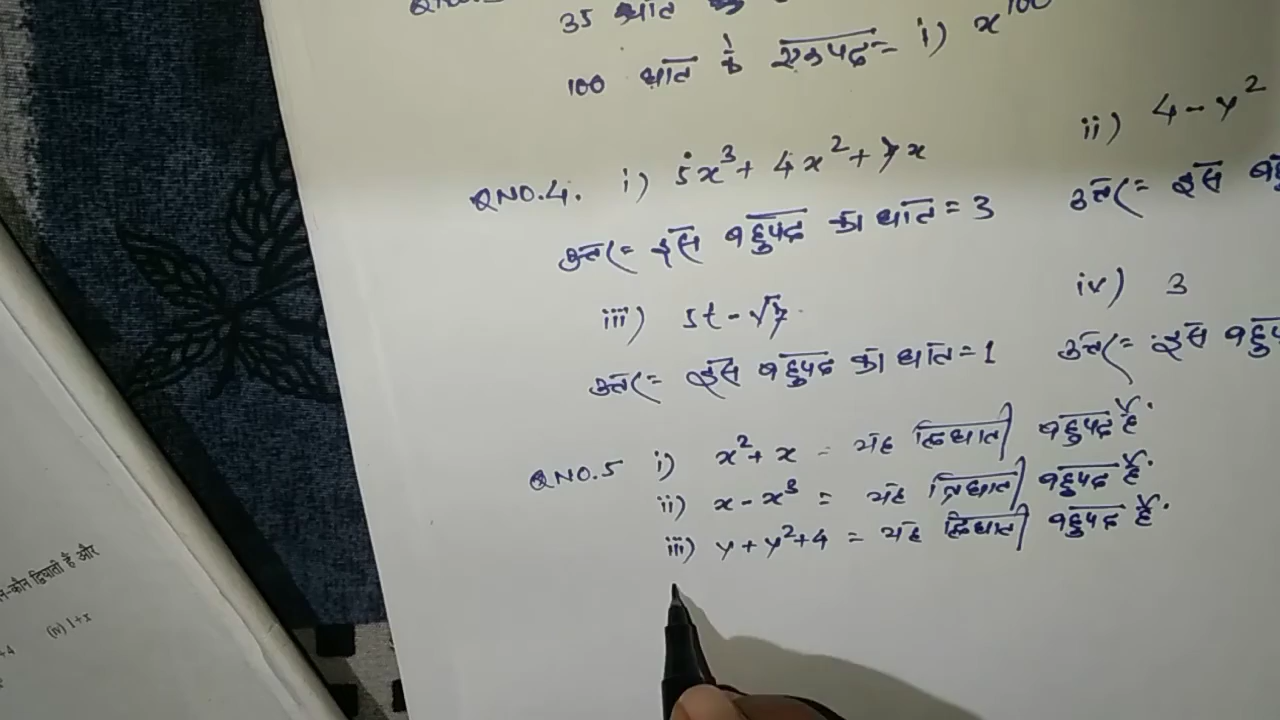 35 घात
100 घात के एकपद = i) x¹⁰⁰
QNO.4. i) 5x³ + 4x² + 7x ii) 4 - y²
उत्तर = इस बहुपद का घात = 3 उत्तर = इस
iii) 5t - √7 iv) 3
उत्तर = इस बहुपद का घात = 1 उत्तर = इस बहुपद
QNO.5 i) x² + x = यह द्विघाती बहुपद है.
ii) x - x³ = यह त्रिघाती बहुपद है.
iii) y + y² + 4 = यह द्विघाती बहुपद है.
कौन द्विघाती है और
(iv) 1 + x